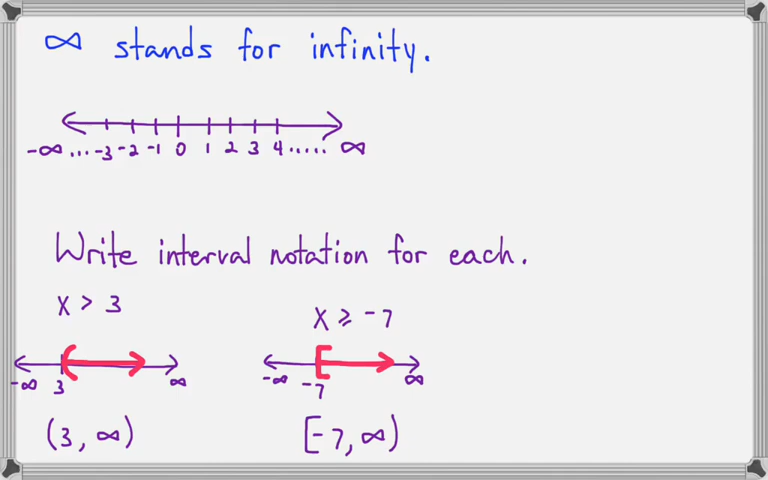 ∞ stands for infinity.
-∞ ... -3 -2 -1 0 1 2 3 4 ...... ∞
Write interval notation for each.
x > 3
x ≥ -7
-∞ 3 ∞
-∞ -7 ∞
(3, ∞)
[-7, ∞)